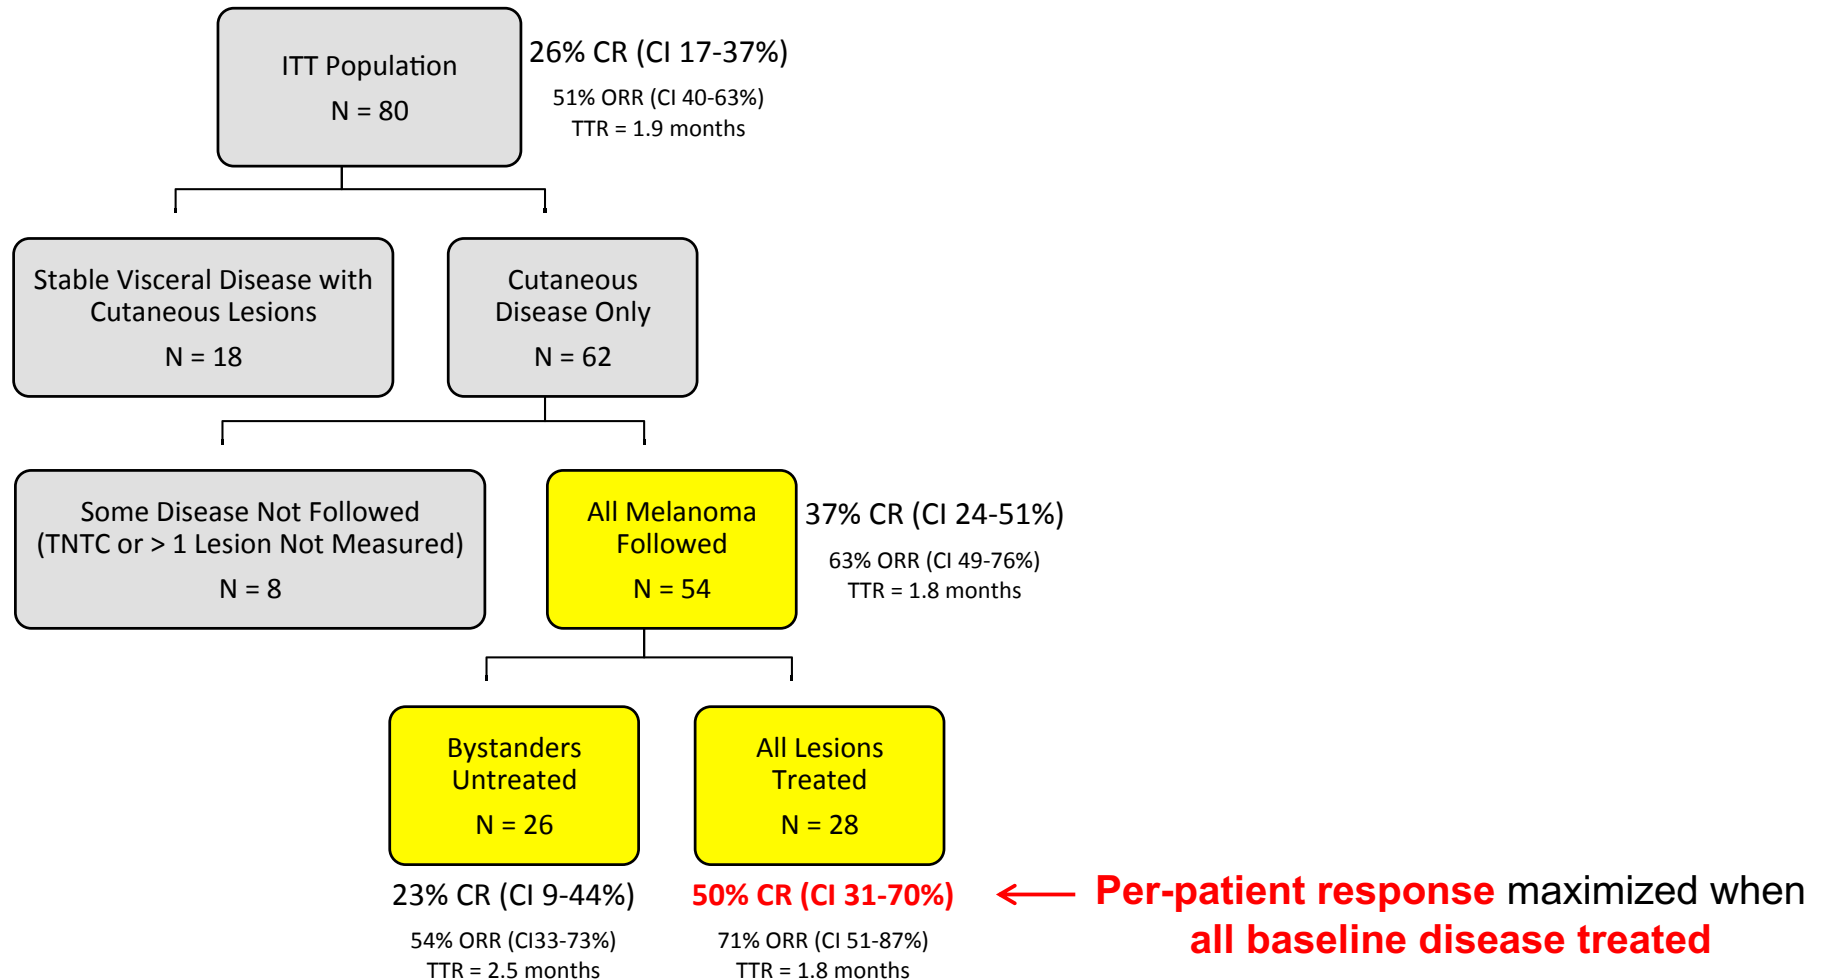 ITT Population
N = 80
26% CR (CI 17-37%)
51% ORR (CI 40-63%)
TTR = 1.9 months
Stable Visceral Disease with
Cutaneous Lesions
N = 18
Cutaneous
Disease Only
N = 62
Some Disease Not Followed
(TNTC or > 1 Lesion Not Measured)
N = 8
All Melanoma
Followed
N = 54
37% CR (CI 24-51%)
63% ORR (CI 49-76%)
TTR = 1.8 months
Bystanders
Untreated
N = 26
All Lesions
Treated
N = 28
23% CR (CI 9-44%)
54% ORR (CI33-73%)
TTR = 2.5 months
50% CR (CI 31-70%)
71% ORR (CI 51-87%)
TTR = 1.8 months
Per-patient response maximized when
all baseline disease treated